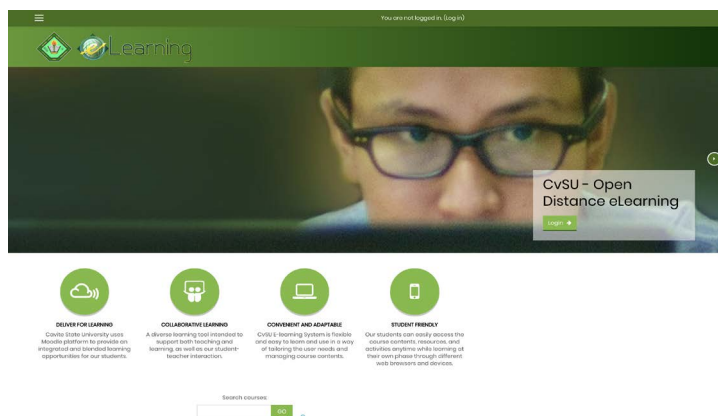 You are not logged in. (Log in)
eLearning
CvSU - Open
Distance eLearning
Login
DELIVER FOR LEARNING
Cavite State University uses
Moodle platform to provide an
integrated and blended learning
opportunities for our students.
COLLABORATIVE LEARNING
A diverse learning tool intended to
support both teaching and
learning, as well as our student-
teacher interaction.
CONVENIENT AND ADAPTABLE
CvSU E-learning System is flexible
and easy to learn and use in a way
of tailoring the user needs and
managing course contents.
STUDENT FRIENDLY
Our students can easily access the
course contents, resources, and
activities anytime while learning at
their own phase through different
web browsers and devices.
Search courses:
GO